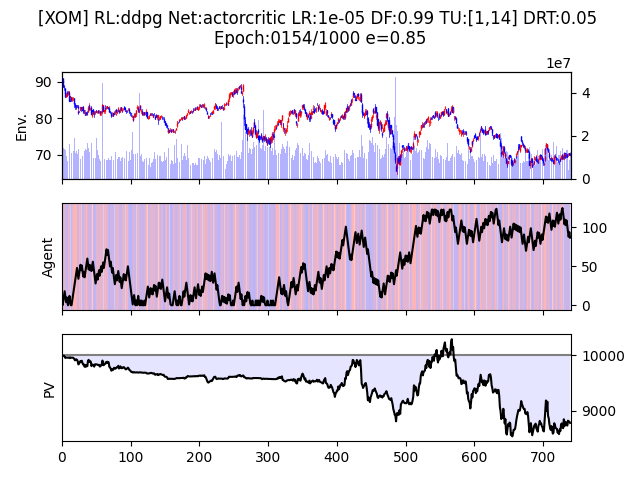 [XOM] RL:ddpg Net:actorcritic LR:1e-05 DF:0.99 TU:[1,14] DRT:0.05
Epoch:0154/1000 e=0.85
1e7
90
80
70
Env.
4
2
0
Agent
100
50
0
PV
10000
9000
0 100 200 300 400 500 600 700